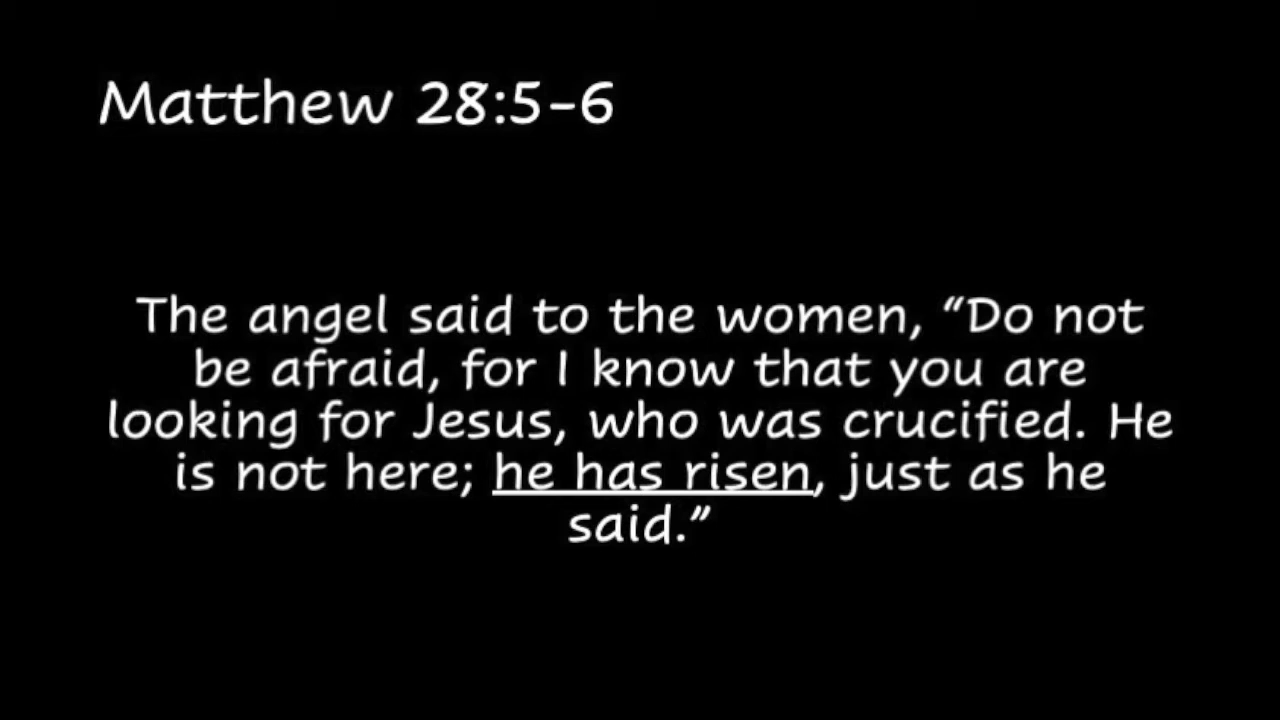 Matthew 28:5-6
The angel said to the women, “Do not
be afraid, for I know that you are
looking for Jesus, who was crucified. He
is not here; he has risen, just as he
said.”